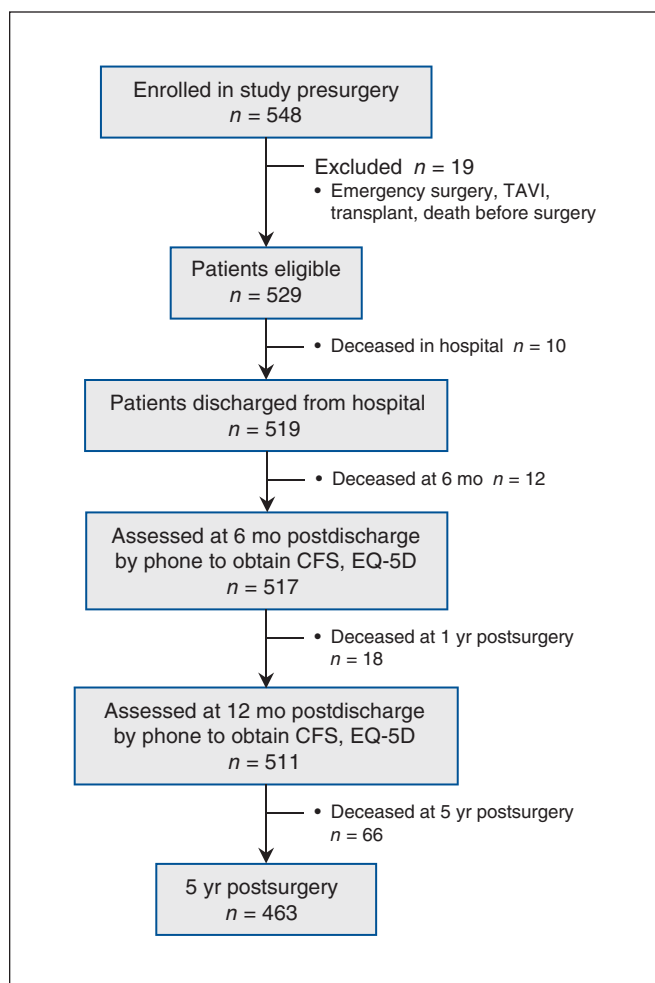 Enrolled in study presurgery
n = 548
Excluded n = 19
• Emergency surgery, TAVI,
transplant, death before surgery
Patients eligible
n = 529
• Deceased in hospital n = 10
Patients discharged from hospital
n = 519
• Deceased at 6 mo n = 12
Assessed at 6 mo postdischarge
by phone to obtain CFS, EQ-5D
n = 517
• Deceased at 1 yr postsurgery
n = 18
Assessed at 12 mo postdischarge
by phone to obtain CFS, EQ-5D
n = 511
• Deceased at 5 yr postsurgery
n = 66
5 yr postsurgery
n = 463